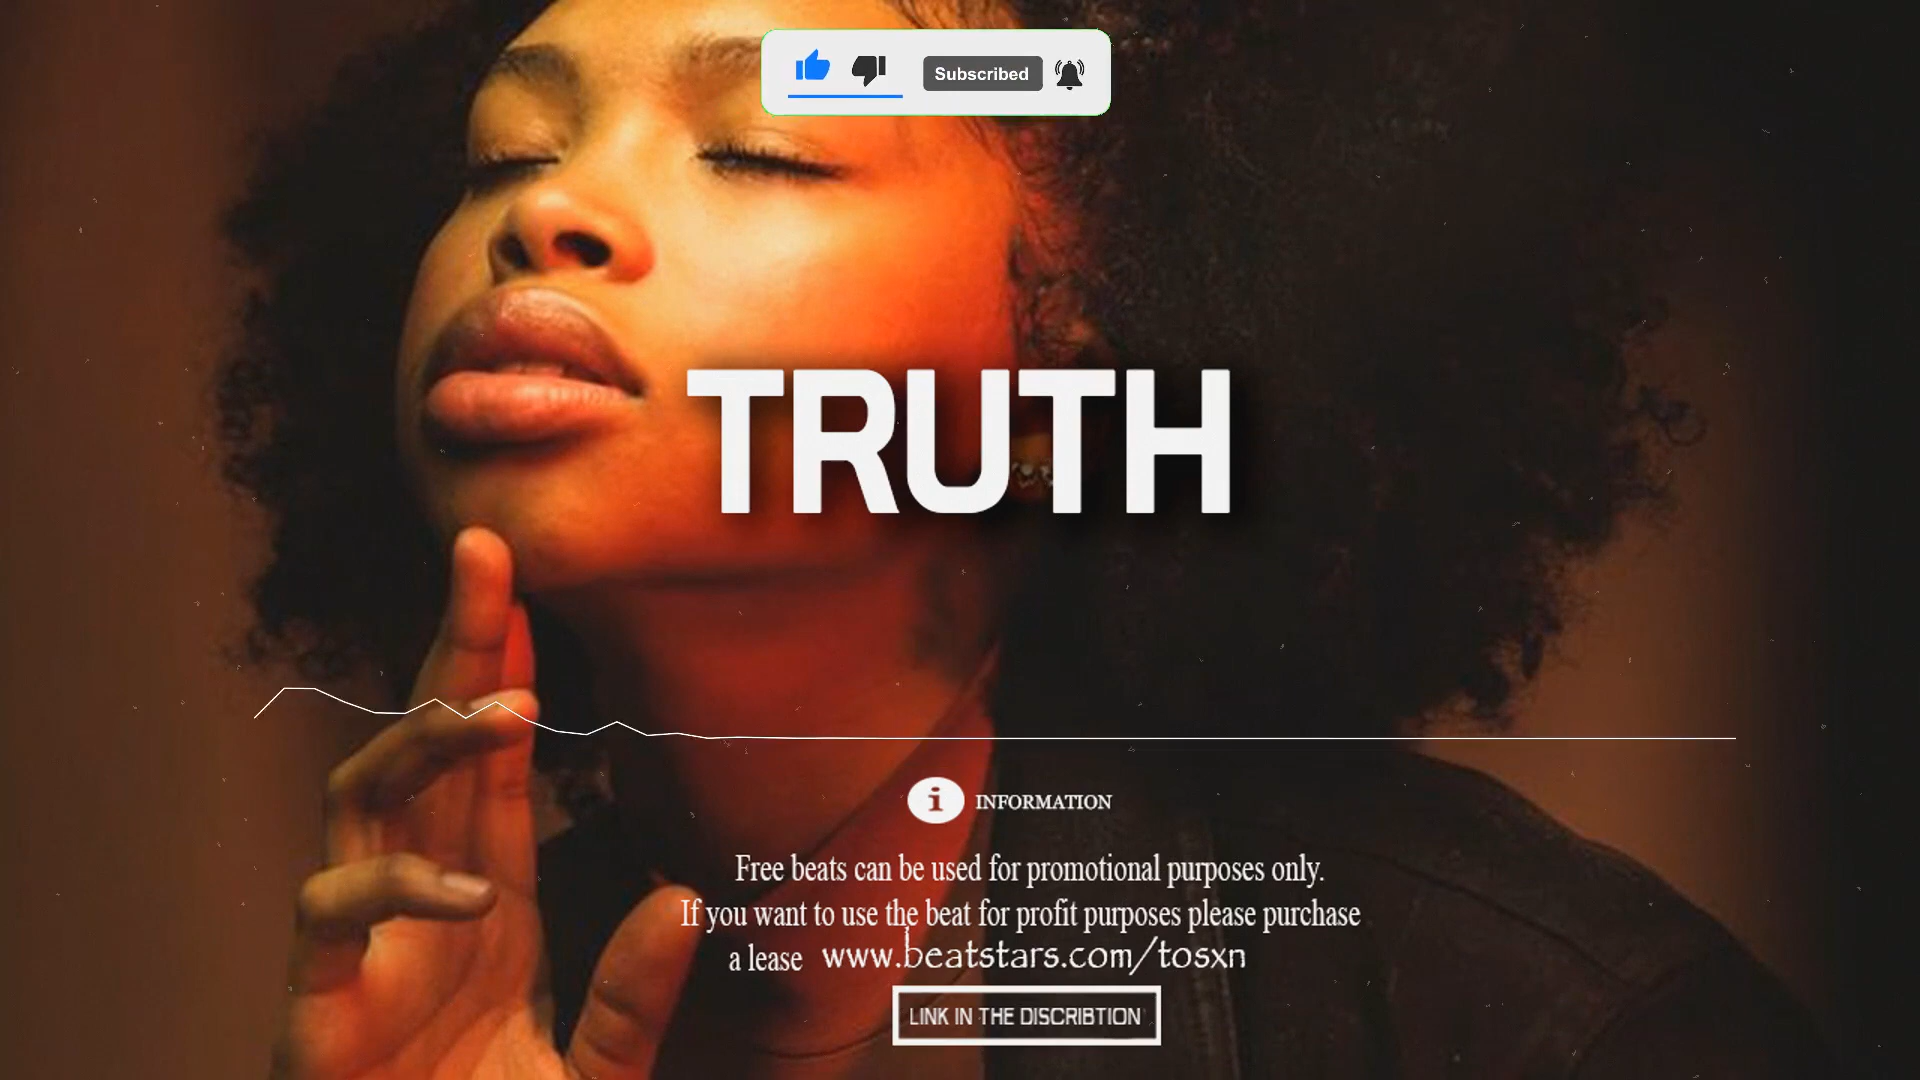 Subscribed
TRUTH
i INFORMATION
Free beats can be used for promotional purposes only.
If you want to use the beat for profit purposes please purchase
a lease www.beatstars.com/tosxn
LINK IN THE DISCRIBTION